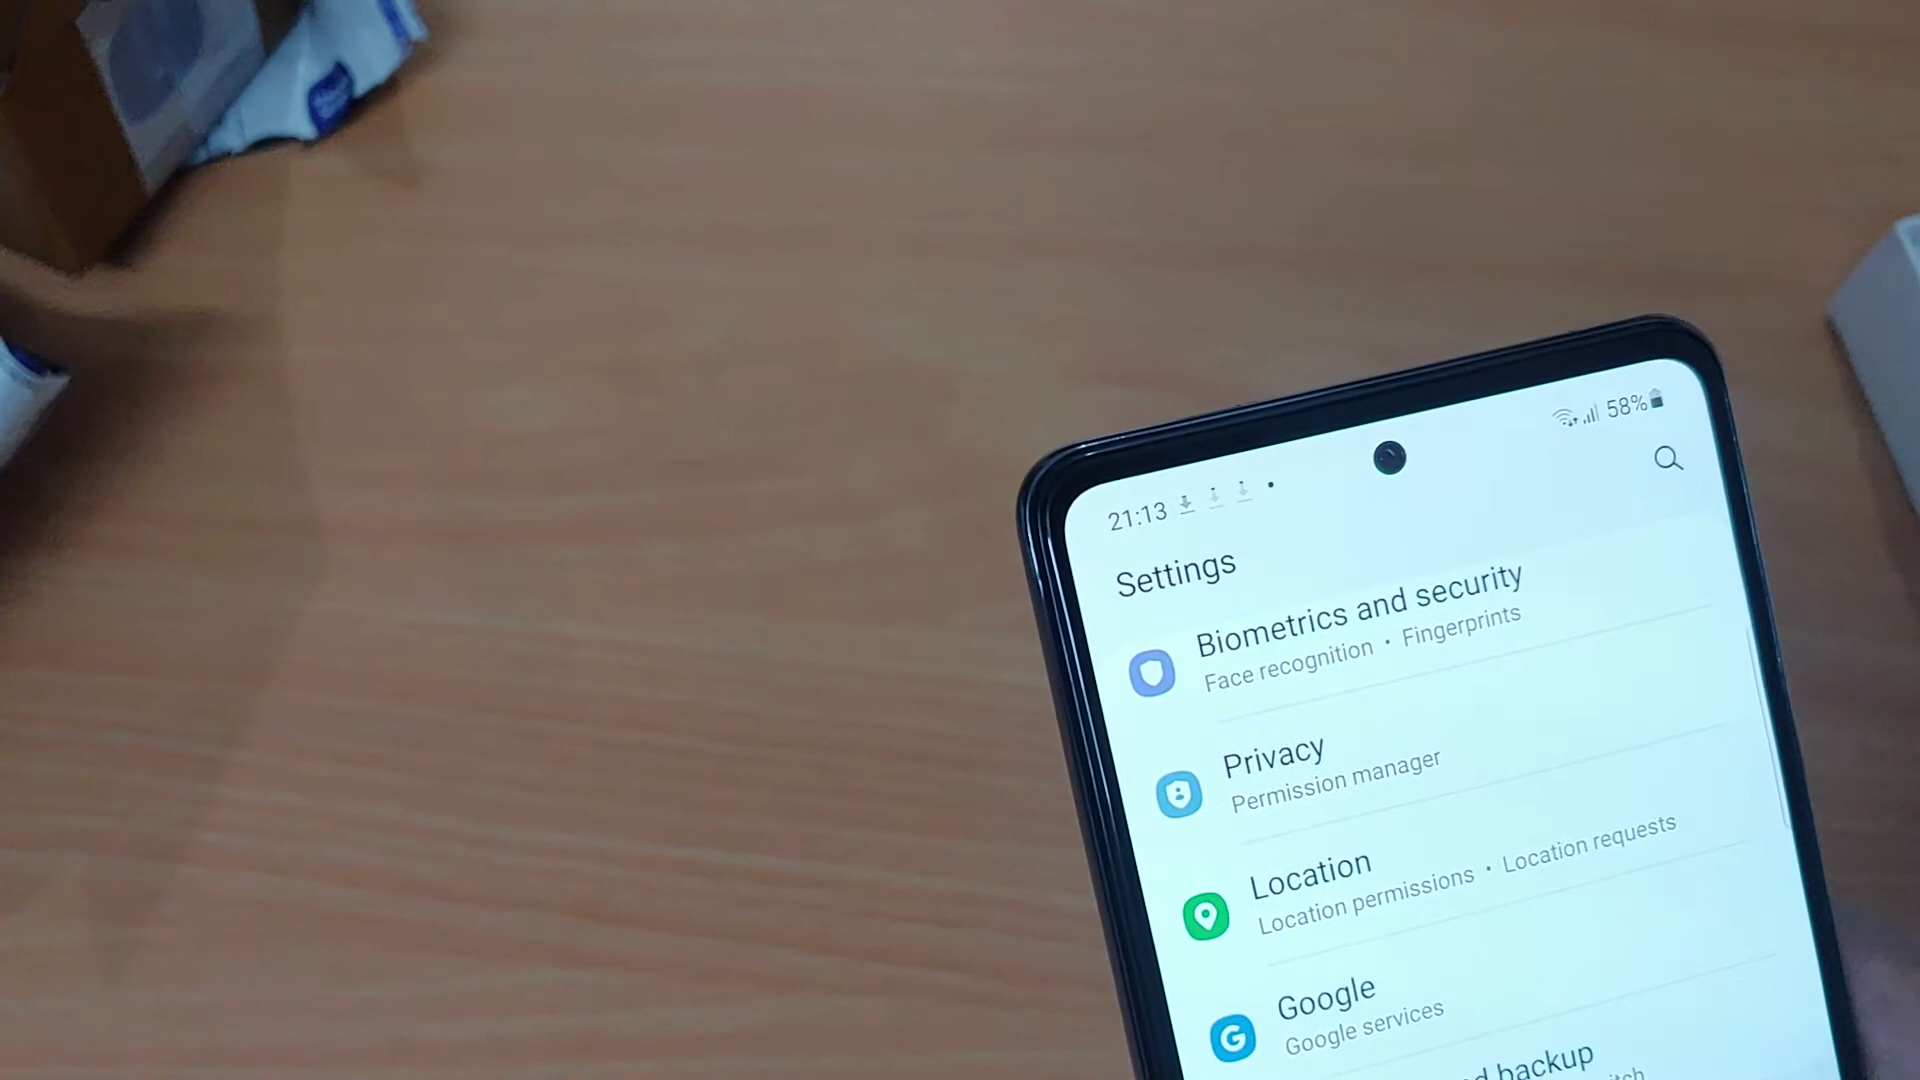 21:13
58%
Settings
Biometrics and security
Face recognition • Fingerprints
Privacy
Permission manager
Location
Location permissions • Location requests
Google
Google services
backup